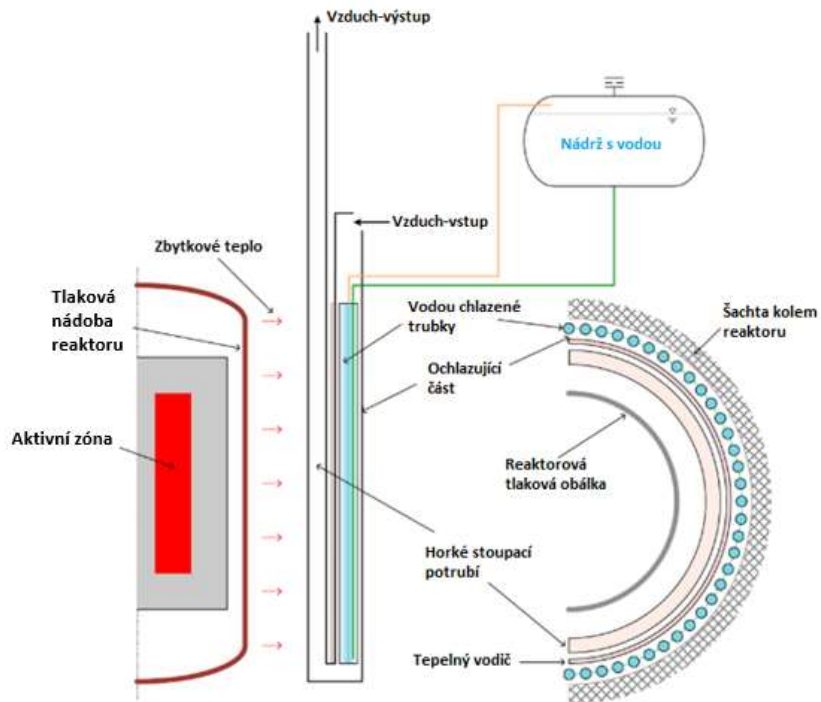 Vzduch-výstup
Nádrž s vodou
Vzduch-vstup
Zbytkové teplo
Tlaková
nádoba
reaktoru
Vodou chlazené
trubky
Šachta kolem
reaktoru
Ochlazující
část
Aktivní zóna
Reaktorová
tlaková obálka
Horké stoupací
potrubí
Tepelný vodič